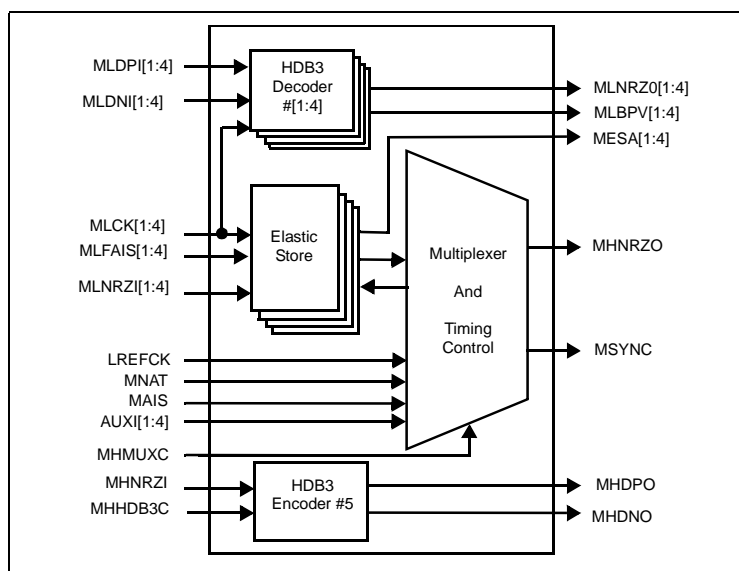 MLDPI[1:4]
MLDNI[1:4]
HDB3
Decoder
#[1:4]
MLNRZ0[1:4]
MLBPV[1:4]
MESA[1:4]
MLCK[1:4]
MLFAIS[1:4]
MLNRZI[1:4]
Elastic
Store
Multiplexer
And
Timing
Control
MHNRZO
MSYNC
LREFCK
MNAT
MAIS
AUXI[1:4]
MHMUXC
MHNRZI
MHHDB3C
HDB3
Encoder #5
MHDPO
MHDNO